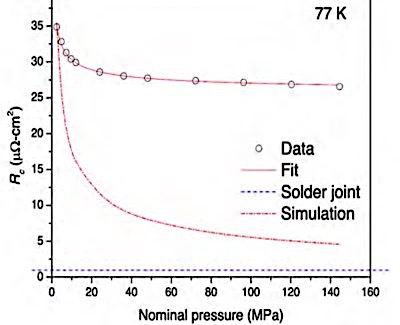 77 K
35
30
25
20
15
10
5
0
R_c (μΩ-cm²)
Data
Fit
Solder joint
Simulation
0 20 40 60 80 100 120 140 160
Nominal pressure (MPa)